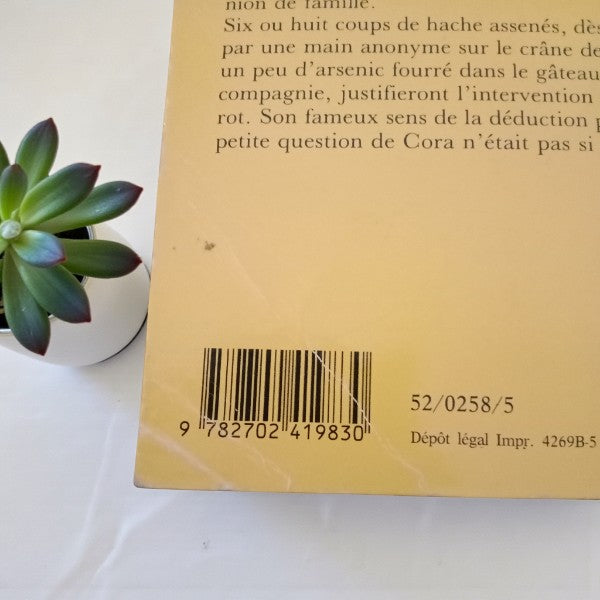 nion de famille.
Six ou huit coups de hache assenés, dès
par une main anonyme sur le crâne de
un peu d'arsenic fourré dans le gâteau
compagnie, justifieront l'intervention
rot. Son fameux sens de la déduction p
petite question de Cora n'était pas si
9 782702 419830
52/0258/5
Dépôt légal Impr. 4269B-5